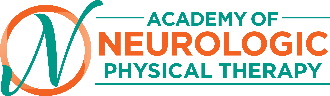 N
ACADEMY OF
NEUROLOGIC
PHYSICAL THERAPY